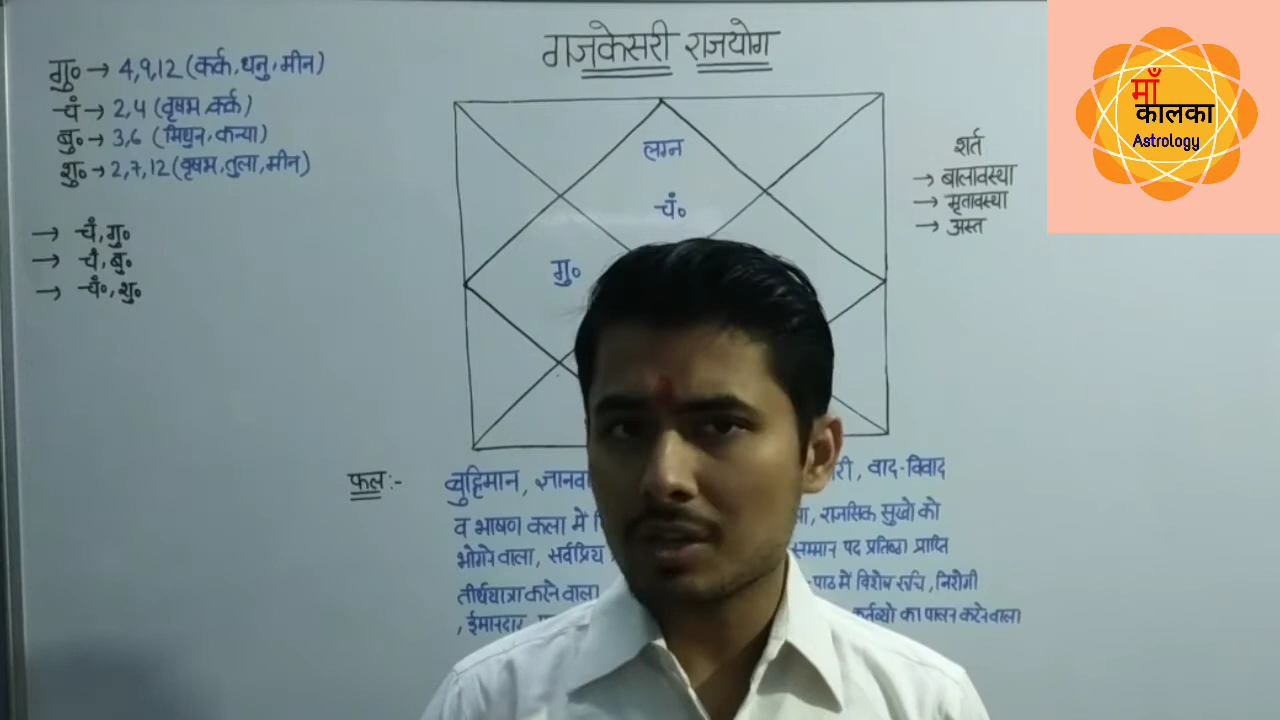 गजकेसरी राजयोग
गु० → 4,9,12 (कर्क, धनु, मीन)
चं → 2,4 (वृषभ, कर्क)
बु० → 3,6 (मिथुन, कन्या)
शु० → 2,7,12 (वृषभ, तुला, मीन)
→ चं, गु०
→ चं, बु०
→ चं०, शु०
लग्न
चं०
गु०
शर्त
→ बालावस्था
→ मृतावस्था
→ अस्त
माँ
कालका
Astrology
फल :- बुद्दिमान, ज्ञानवा री, वाद-विवाद
व भाषण कला में ा, राजसिक सुखो को
भोगने वाला, सर्वप्रिय सम्मान पद प्रतिष्ठा प्राप्ति
तीर्थयात्रा करने वाला -पाठ में विशेष रुचि, निरोगी
, ईमानदार, कर्तव्यो का पालन करने वाला